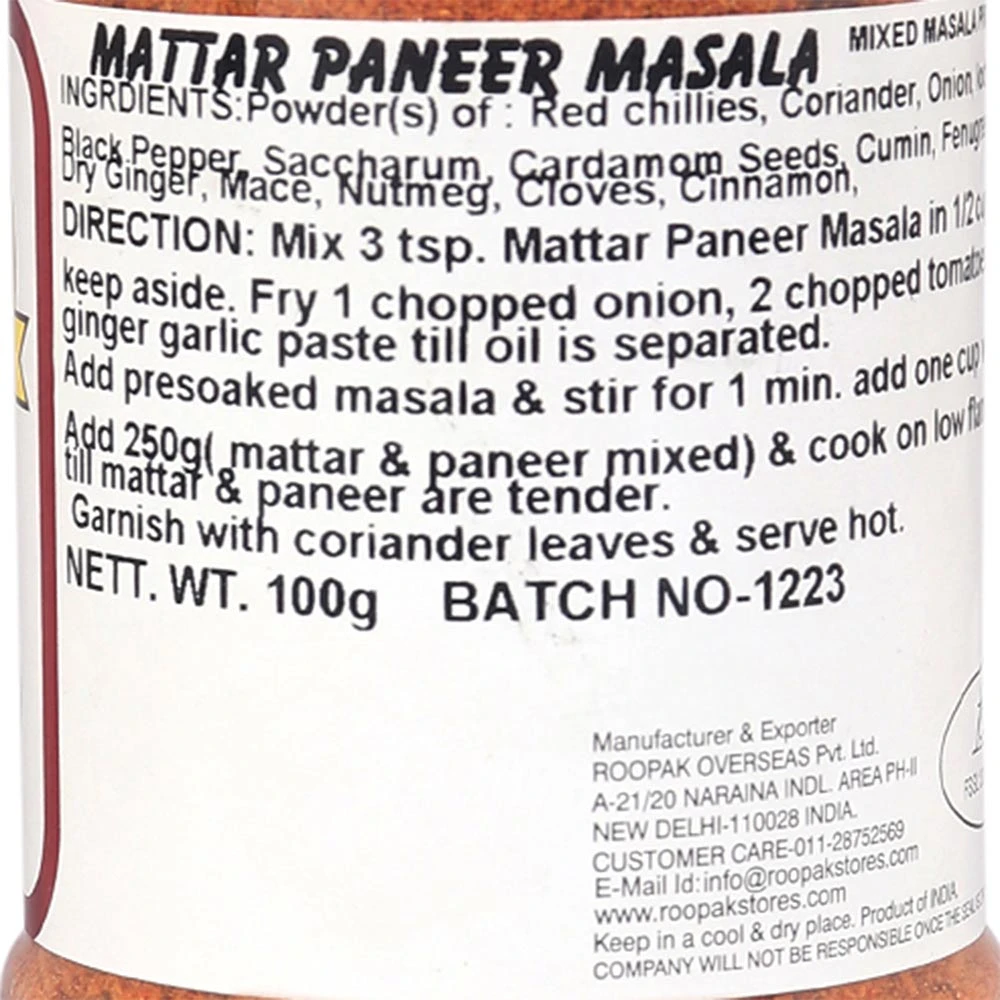 MATTAR PANEER MASALA
MIXED MASALA
INGRDIENTS:Powder(s) of : Red chillies, Coriander, Onion,
Black Pepper, Saccharum, Cardamom Seeds, Cumin,
Dry Ginger, Mace, Nutmeg, Cloves, Cinnamon,
DIRECTION: Mix 3 tsp. Mattar Paneer Masala in 1/2
keep aside. Fry 1 chopped onion, 2 chopped
ginger garlic paste till oil is separated.
Add presoaked masala & stir for 1 min. add one cup
Add 250g( mattar & paneer mixed) & cook on low
till mattar & paneer are tender.
Garnish with coriander leaves & serve hot.
NETT. WT. 100g BATCH NO-1223
Manufacturer & Exporter
ROOPAK OVERSEAS Pvt. Ltd.
A-21/20 NARAINA INDL. AREA PH-II
NEW DELHI-110028 INDIA.
CUSTOMER CARE-011-28752569
E-Mail Id:info@roopakstores.com
www.roopakstores.com
Keep in a cool & dry place. Product of INDIA.
COMPANY WILL NOT BE RESPONSIBLE ONCE THE SEAL